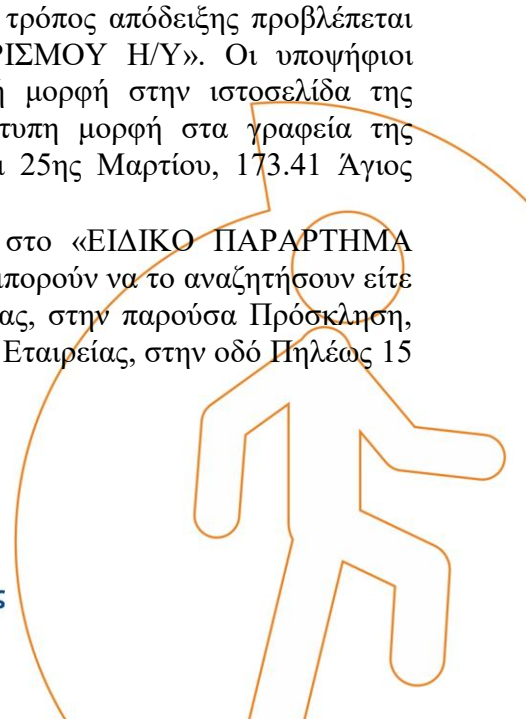 τρόπος απόδειξης προβλέπεται
ΡΙΣΜΟΥ Η/Υ». Οι υποψήφιοι
ή μορφή στην ιστοσελίδα της
τυπη μορφή στα γραφεία της
ι 25ης Μαρτίου, 173.41 Άγιος
στο «ΕΙΔΙΚΟ ΠΑΡΑΡΤΗΜΑ
μπορούν να το αναζητήσουν είτε
ας, στην παρούσα Πρόσκληση,
Εταιρείας, στην οδό Πηλέως 15
ς